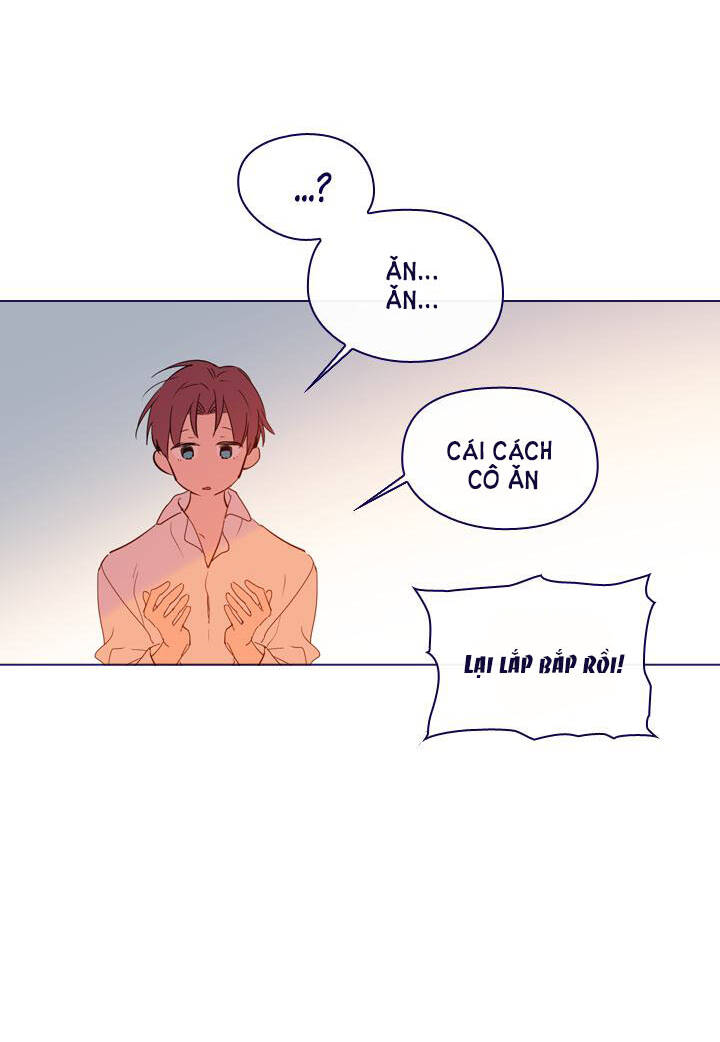 ...?
ĂN...
ĂN...
CÁI CÁCH
CÔ ĂN
LẠI LẮP BẮP RỒI!